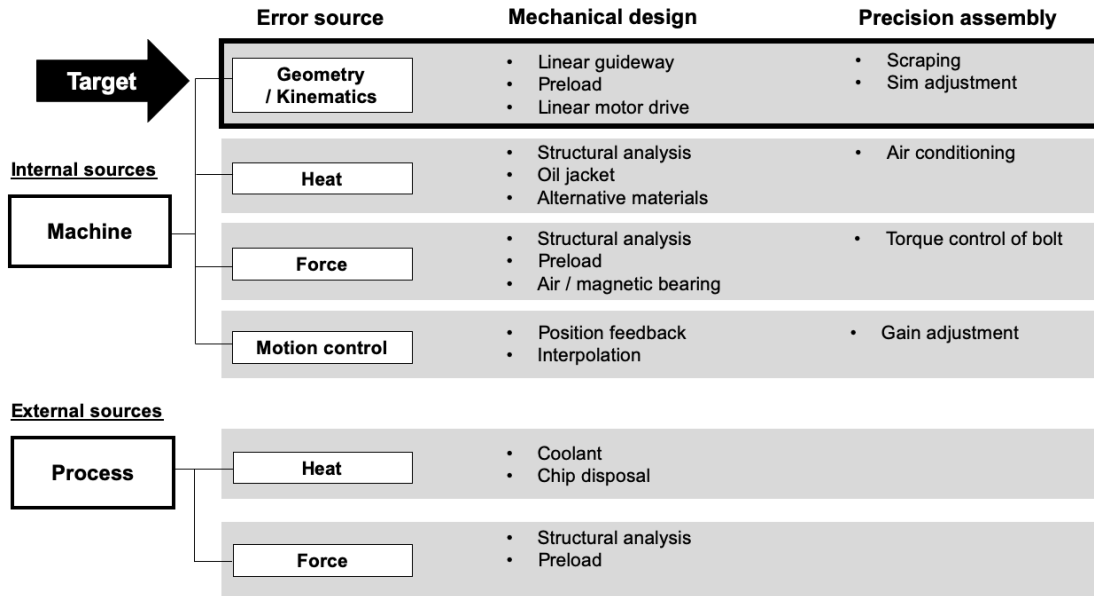 Error source
Mechanical design
Precision assembly
Target
Geometry
/ Kinematics
• Linear guideway
• Preload
• Linear motor drive
• Scraping
• Sim adjustment
Internal sources
Machine
Heat
• Structural analysis
• Oil jacket
• Alternative materials
• Air conditioning
Force
• Structural analysis
• Preload
• Air / magnetic bearing
• Torque control of bolt
Motion control
• Position feedback
• Interpolation
• Gain adjustment
External sources
Process
Heat
• Coolant
• Chip disposal
Force
• Structural analysis
• Preload